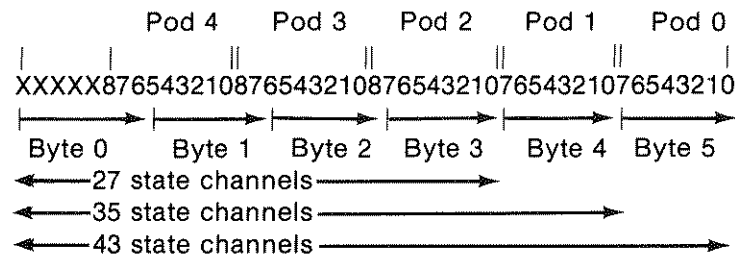 Pod 4 Pod 3 Pod 2 Pod 1 Pod 0
XXXXX8765432108765432108765432107654321076543210
Byte 0 Byte 1 Byte 2 Byte 3 Byte 4 Byte 5
27 state channels
35 state channels
43 state channels